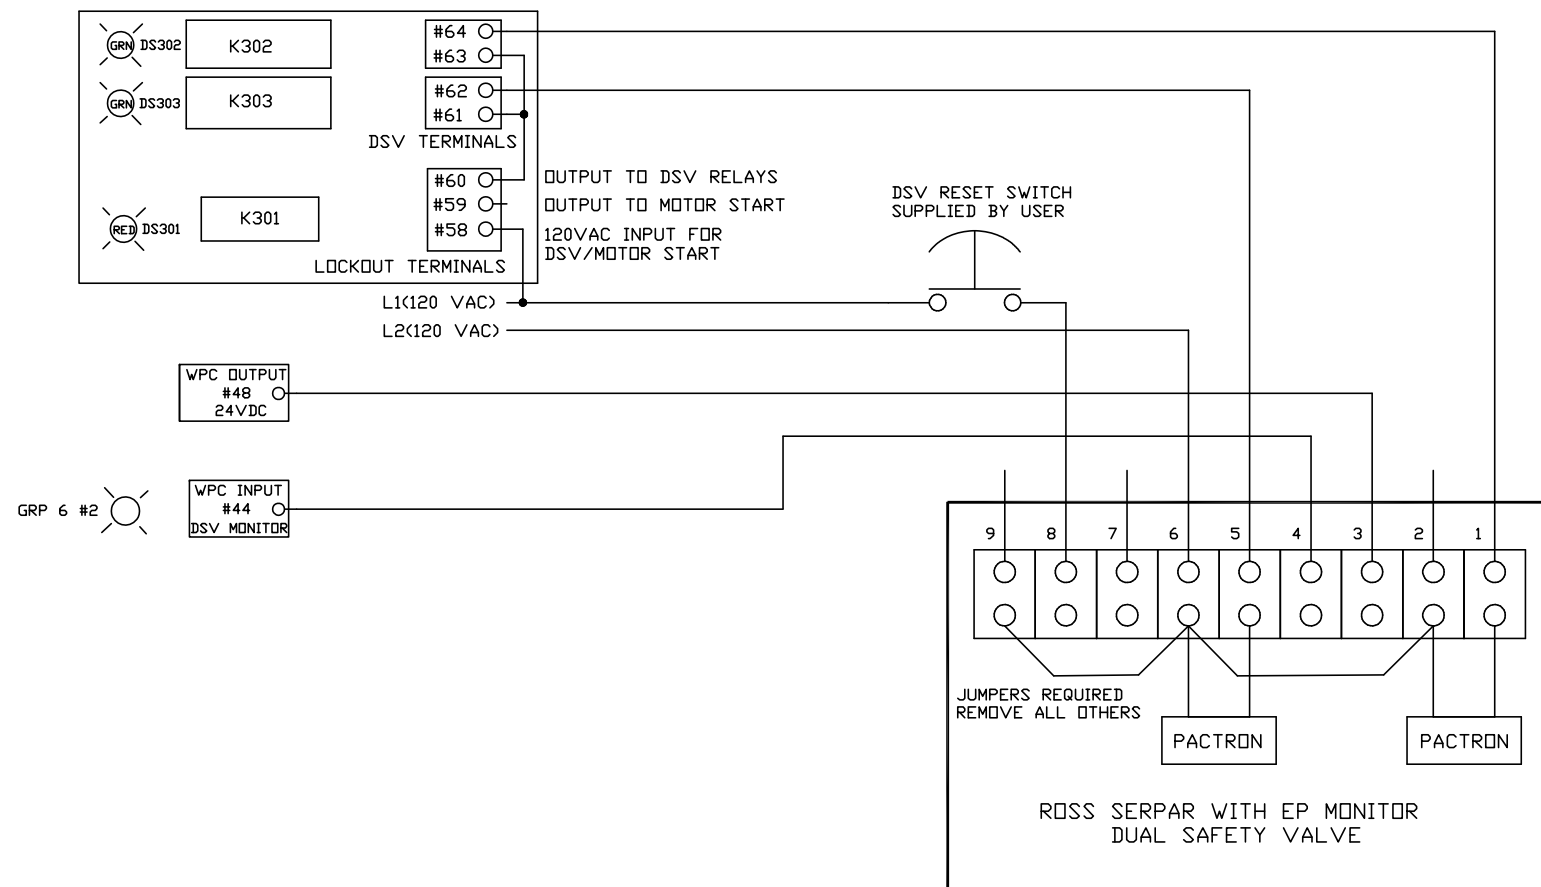 GRN DS302 K302 #64
#63
GRN DS303 K303 #62
#61
DSV TERMINALS
#60 OUTPUT TO DSV RELAYS
#59 OUTPUT TO MOTOR START
RED DS301 K301 #58 120VAC INPUT FOR
DSV/MOTOR START
LOCKOUT TERMINALS
DSV RESET SWITCH
SUPPLIED BY USER
L1(120 VAC)
L2(120 VAC)
WPC OUTPUT
#48
24VDC
GRP 6 #2
WPC INPUT
#44
DSV MONITOR
9 8 7 6 5 4 3 2 1
JUMPERS REQUIRED
REMOVE ALL OTHERS
PACTRON PACTRON
ROSS SERPAR WITH EP MONITOR
DUAL SAFETY VALVE